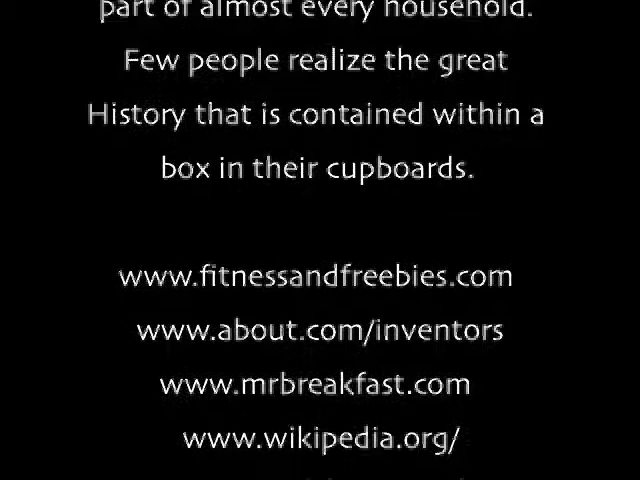 part of almost every household.
Few people realize the great
History that is contained within a
box in their cupboards.
www.fitnessandfreebies.com
www.about.com/inventors
www.mrbreakfast.com
www.wikipedia.org/